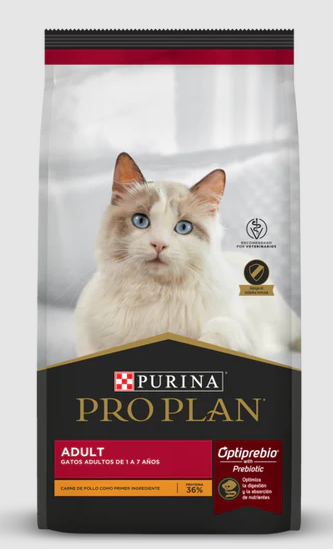 RECOMENDADO
POR VETERINARIOS
PURINA
PRO PLAN
ADULT
GATOS ADULTOS DE 1 A 7 AÑOS
CARNE DE POLLO COMO PRIMER INGREDIENTE
PROTEÍNA
36%
Optiprebio
with
Prebiotic
Optimiza
la digestión
y la absorción
de nutrientes